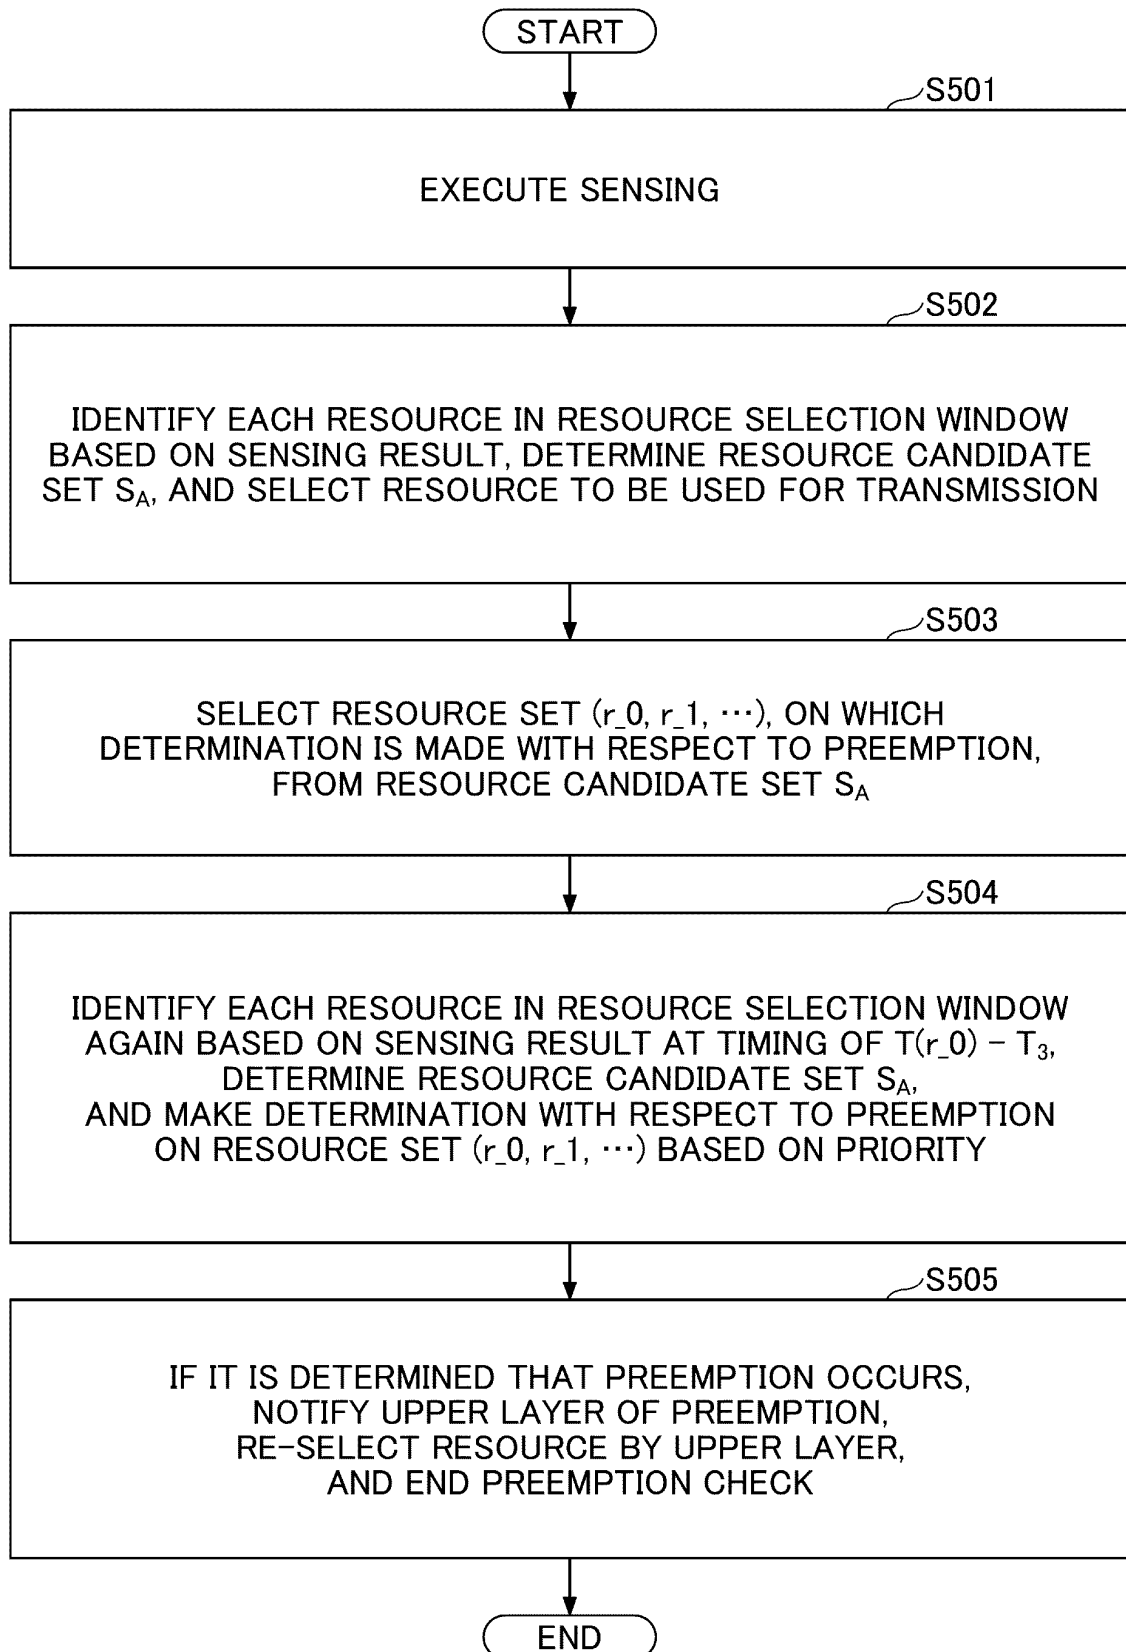 START
S501
EXECUTE SENSING
S502
IDENTIFY EACH RESOURCE IN RESOURCE SELECTION WINDOW
BASED ON SENSING RESULT, DETERMINE RESOURCE CANDIDATE
SET S_A, AND SELECT RESOURCE TO BE USED FOR TRANSMISSION
S503
SELECT RESOURCE SET (r_0, r_1, ⋯), ON WHICH
DETERMINATION IS MADE WITH RESPECT TO PREEMPTION,
FROM RESOURCE CANDIDATE SET S_A
S504
IDENTIFY EACH RESOURCE IN RESOURCE SELECTION WINDOW
AGAIN BASED ON SENSING RESULT AT TIMING OF T(r_0) − T₃,
DETERMINE RESOURCE CANDIDATE SET S_A,
AND MAKE DETERMINATION WITH RESPECT TO PREEMPTION
ON RESOURCE SET (r_0, r_1, ⋯) BASED ON PRIORITY
S505
IF IT IS DETERMINED THAT PREEMPTION OCCURS,
NOTIFY UPPER LAYER OF PREEMPTION,
RE-SELECT RESOURCE BY UPPER LAYER,
AND END PREEMPTION CHECK
END